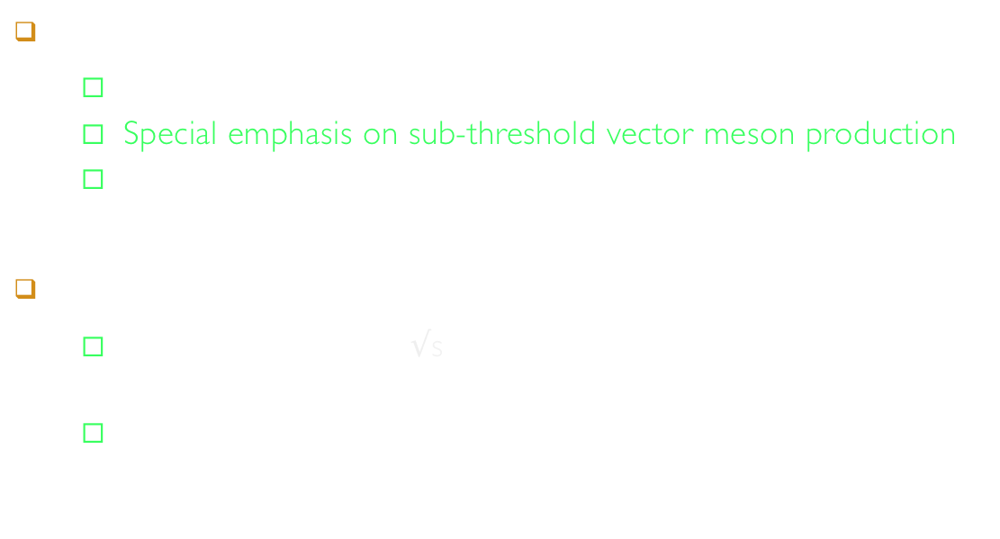 Special emphasis on sub-threshold vector meson production
√s